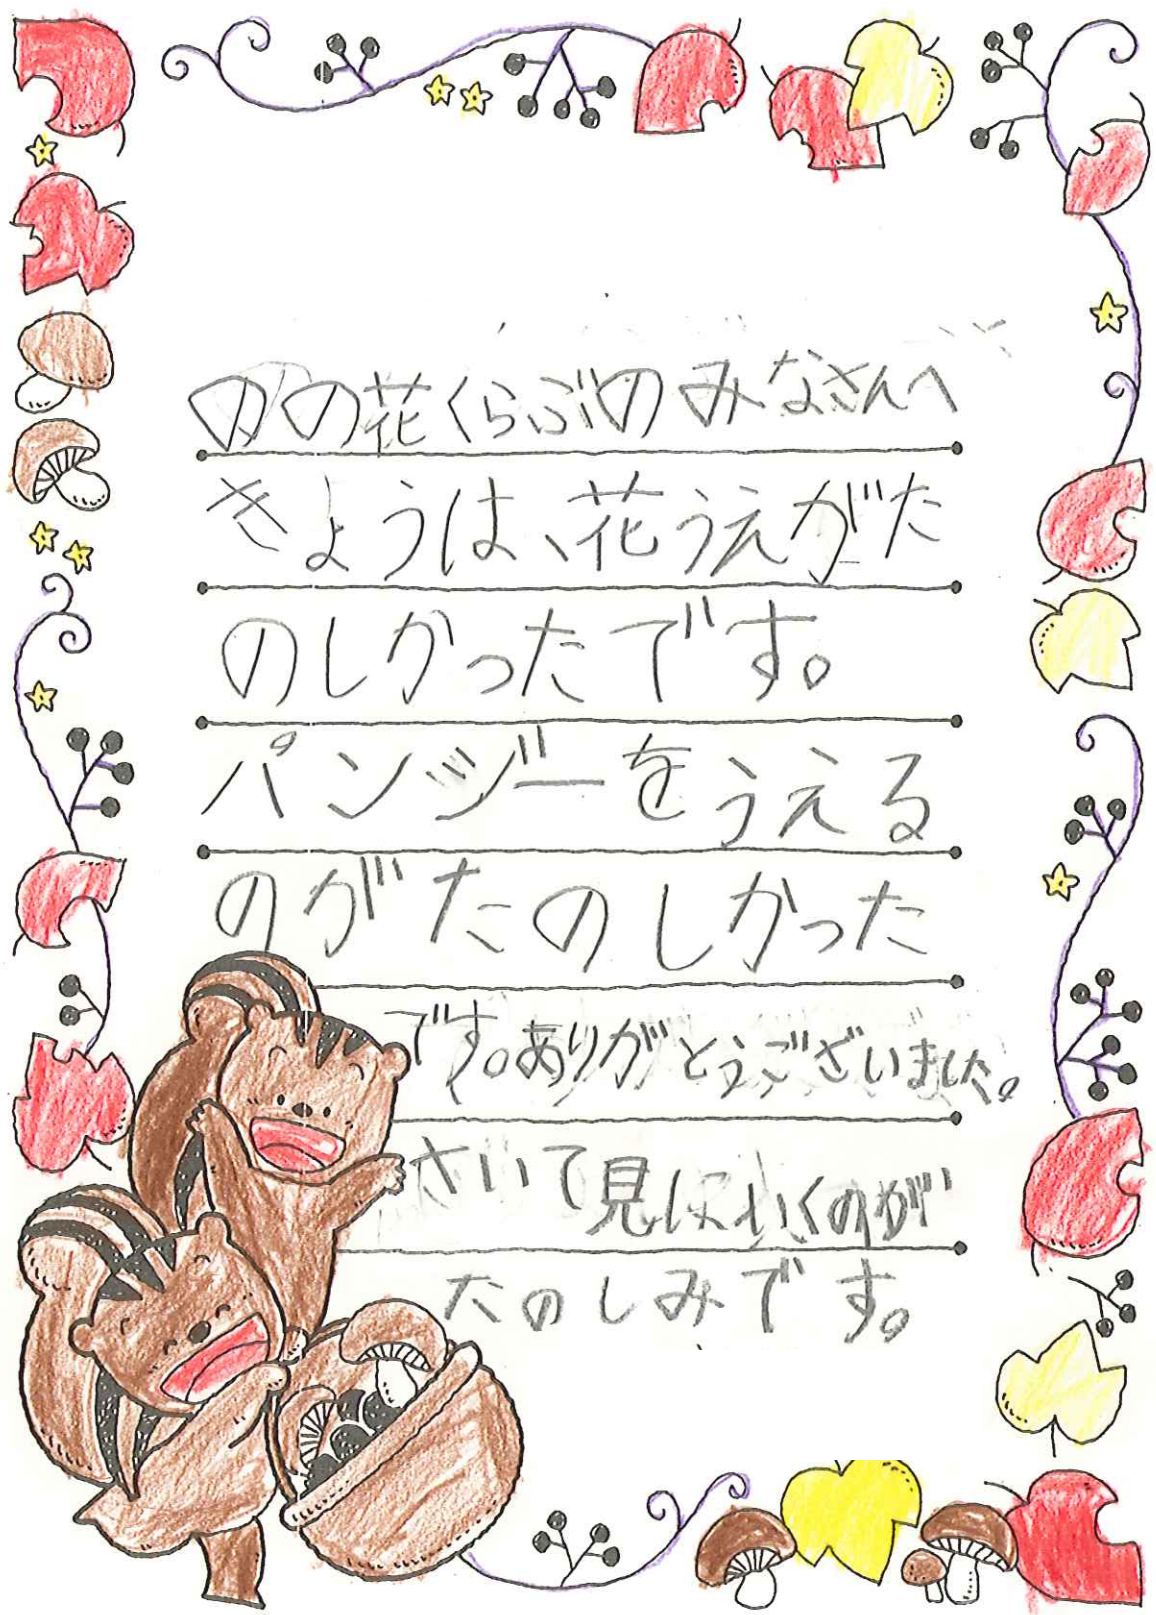 のの花くらぶのみなさんへ
きょうは、花うえがた
のしかったです。
パンジーをうえる
のがたのしかった
です。ありがとうございました。
さいて見にいくのが
たのしみです。